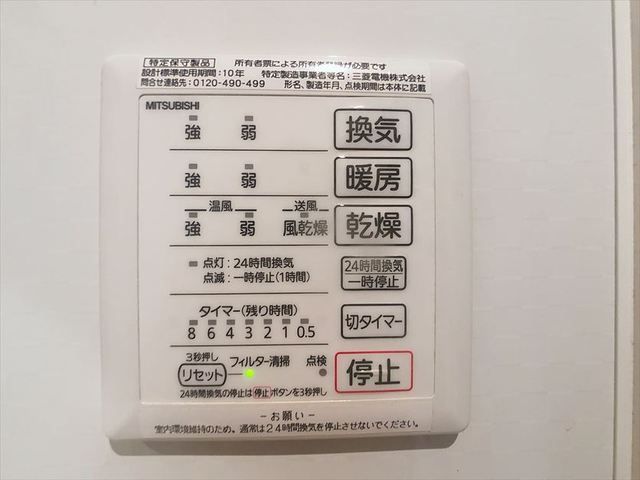 特定保守製品 所有者票による所有者登録が必要です
設計標準使用期間:10年 特定製造事業者等名:三菱電機株式会社
問合せ連絡先:0120-490-499 形名、製造年月、点検期間は本体に記載
MITSUBISHI
強 弱 換気
強 弱 暖房
温風 送風
強 弱 風乾燥 乾燥
点灯:24時間換気
点滅:一時停止(1時間)
24時間換気
一時停止
タイマー(残り時間)
8 6 4 3 2 1 0.5
切タイマー
3秒押し
リセット フィルター清掃 点検
停止
24時間換気の停止は停止ボタンを3秒押し
-お願い-
室内環境維持のため、通常は24時間換気を停止させないでください。